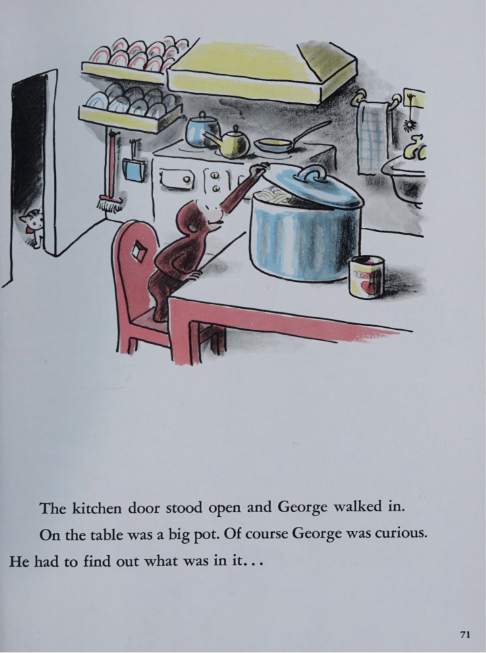 The kitchen door stood open and George walked in.
On the table was a big pot. Of course George was curious.
He had to find out what was in it...
71